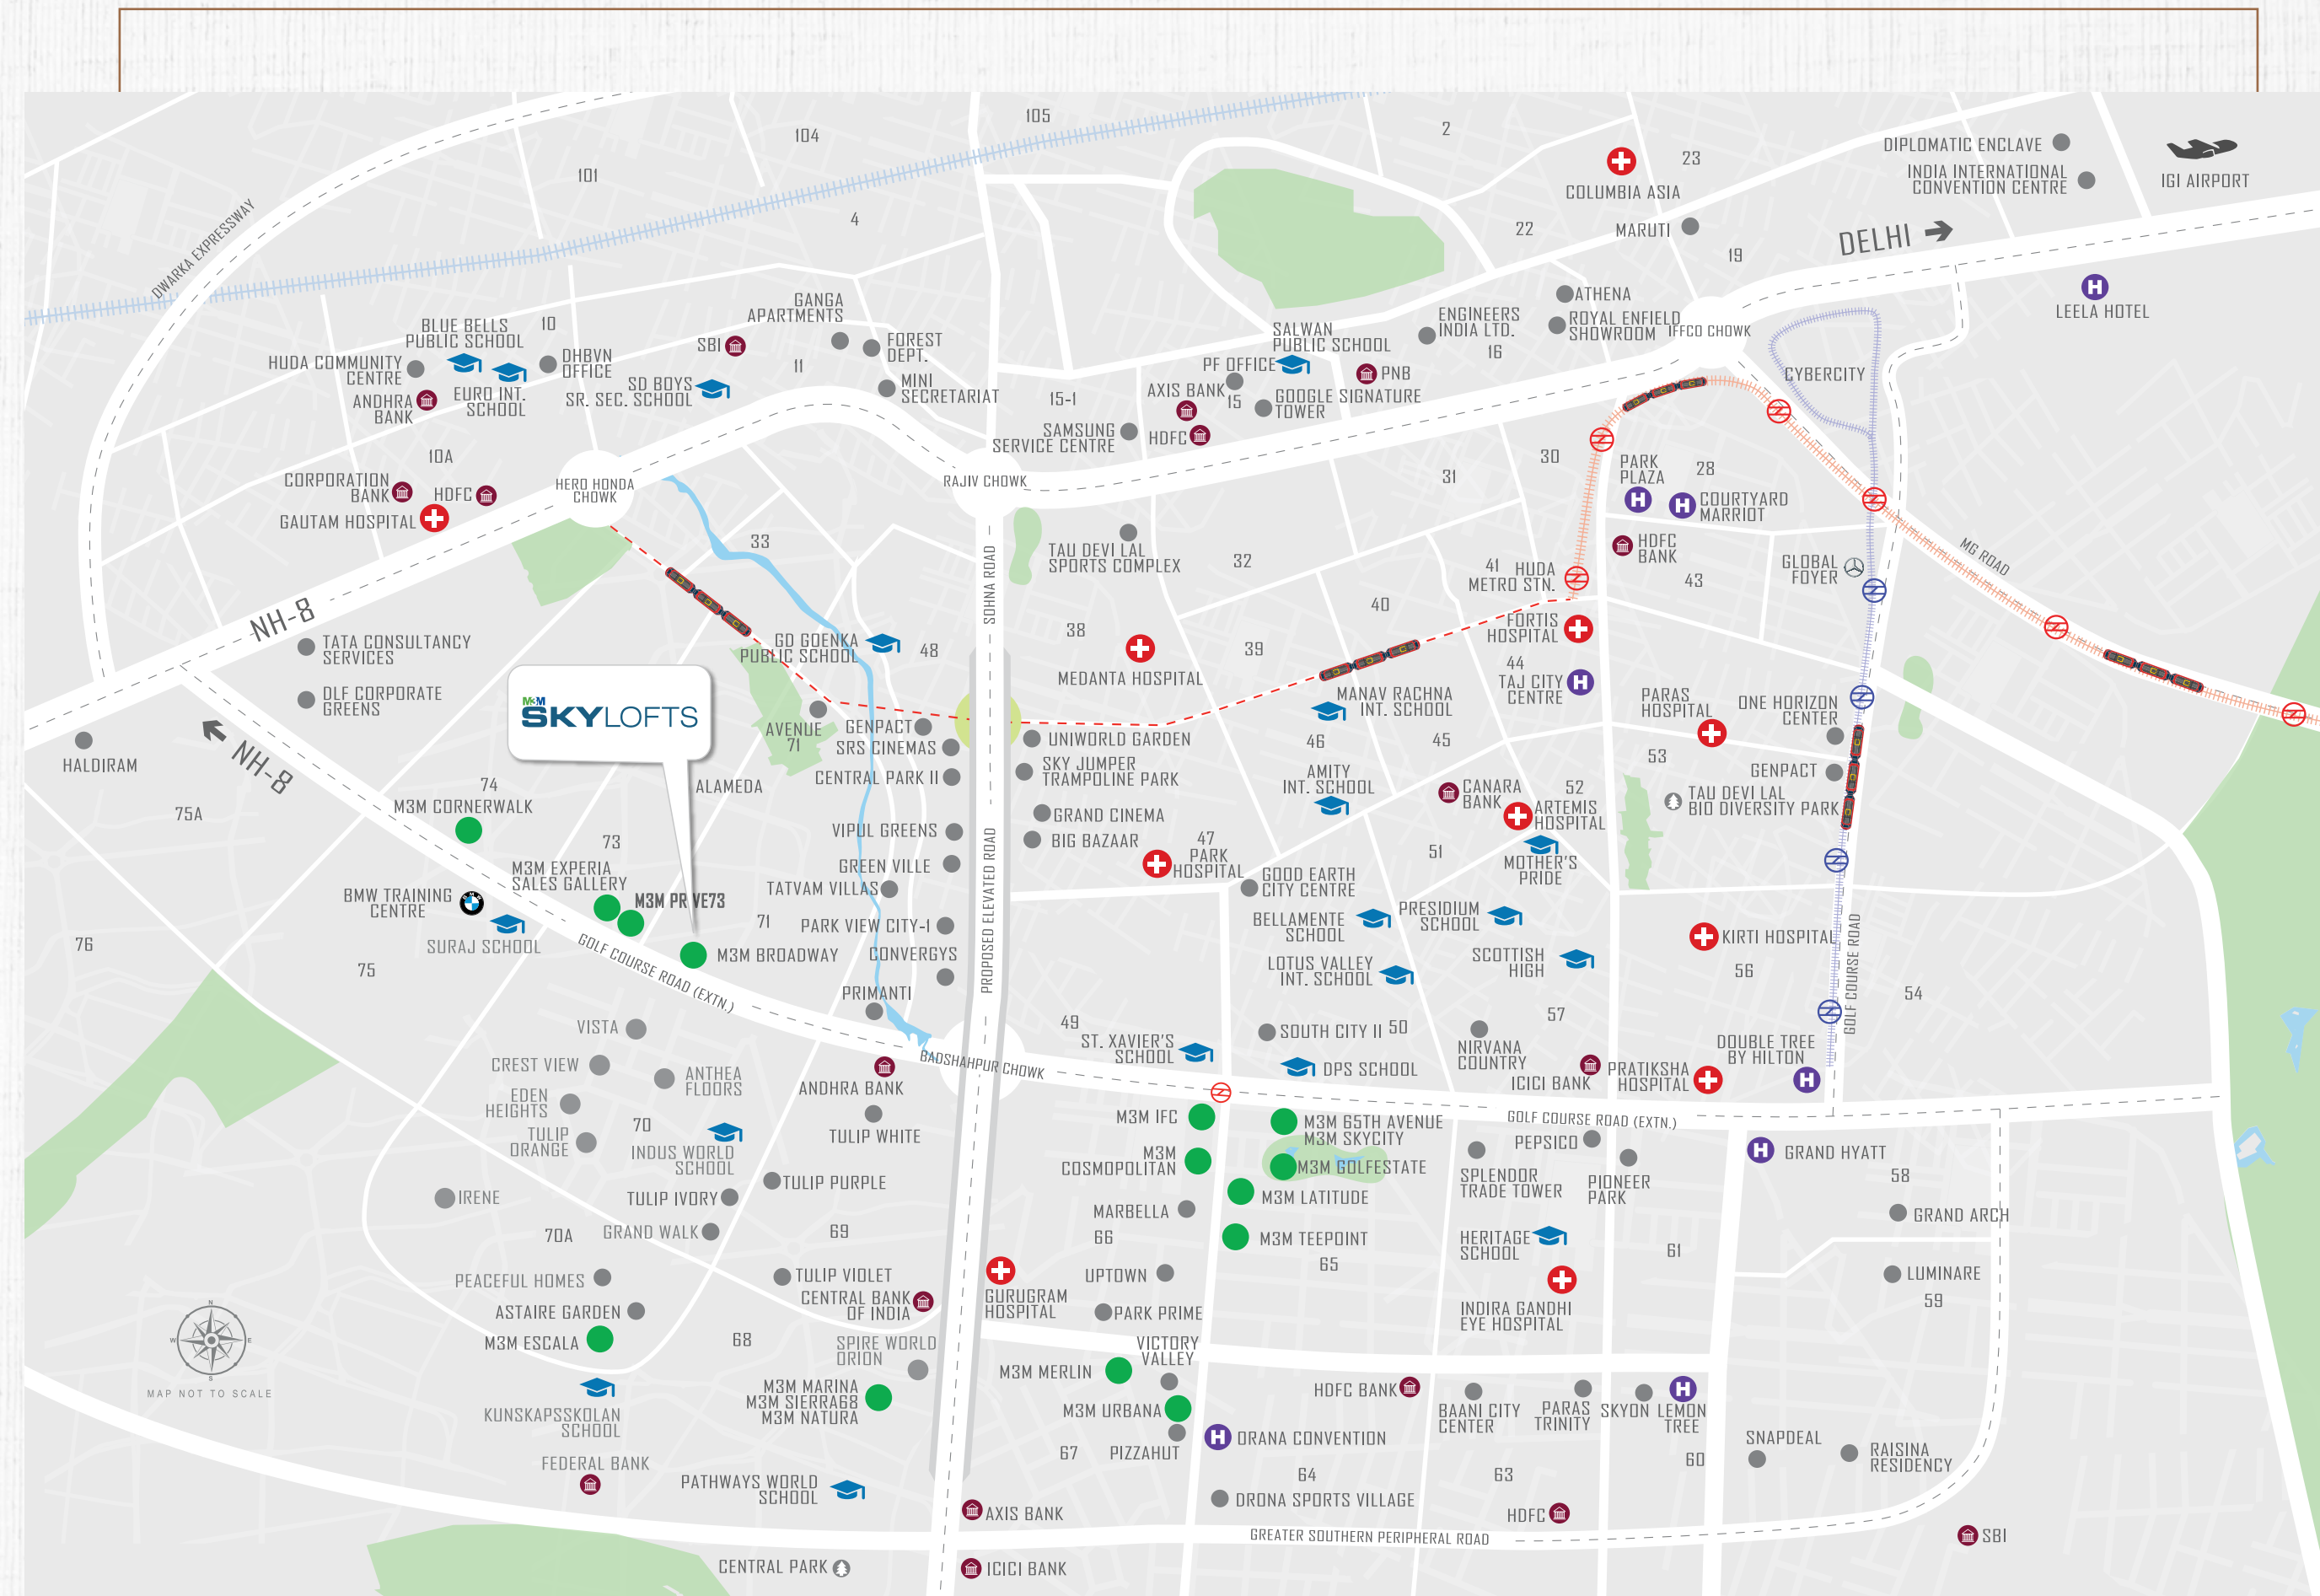 105
2
104
23
DIPLOMATIC ENCLAVE
101
COLUMBIA ASIA
INDIA INTERNATIONAL
CONVENTION CENTRE
IGI AIRPORT
4
22
MARUTI
DELHI
DWARKA EXPRESSWAY
19
LEELA HOTEL
GANGA
APARTMENTS
ATHENA
BLUE BELLS
PUBLIC SCHOOL
10
ENGINEERS
INDIA LTD.
ROYAL ENFIELD
SHOWROOM
IFFCO CHOWK
SALWAN
PUBLIC SCHOOL
SBI
FOREST
DEPT.
16
HUDA COMMUNITY
CENTRE
DHBVN
OFFICE
11
PF OFFICE
PNB
CYBERCITY
SD BOYS
SR. SEC. SCHOOL
MINI
SECRETARIAT
ANDHRA
BANK
EURO INT.
SCHOOL
15-1
AXIS BANK
15
GOOGLE SIGNATURE
TOWER
SAMSUNG
SERVICE CENTRE
HDFC
10A
30
PARK
PLAZA
28
CORPORATION
BANK
HDFC
HERO HONDA
CHOWK
RAJIV CHOWK
31
COURTYARD
MARRIOT
GAUTAM HOSPITAL
33
TAU DEVI LAL
SPORTS COMPLEX
32
HDFC
BANK
MG ROAD
41
HUDA
METRO STN.
43
GLOBAL
FOYER
SOHNA ROAD
NH-8
40
TATA CONSULTANCY
SERVICES
GD GOENKA
PUBLIC SCHOOL
48
38
39
FORTIS
HOSPITAL
MEDANTA HOSPITAL
44
TAJ CITY
CENTRE
DLF CORPORATE
GREENS
M3M
SKYLOFTS
MANAV RACHNA
INT. SCHOOL
PARAS
HOSPITAL
ONE HORIZON
CENTER
NH-8
AVENUE
71
GENPACT
SRS CINEMAS
UNIWORLD GARDEN
46
45
53
HALDIRAM
CENTRAL PARK II
SKY JUMPER
TRAMPOLINE PARK
AMITY
INT. SCHOOL
GENPACT
74
ALAMEDA
CANARA
BANK
52
TAU DEVI LAL
BIO DIVERSITY PARK
75A
M3M CORNERWALK
GRAND CINEMA
ARTEMIS
HOSPITAL
73
VIPUL GREENS
BIG BAZAAR
47
PARK
HOSPITAL
51
M3M EXPERIA
SALES GALLERY
GREEN VILLE
MOTHER'S
PRIDE
BMW TRAINING
CENTRE
M3M PR VE73
TATVAM VILLAS
GOOD EARTH
CITY CENTRE
PROPOSED ELEVATED ROAD
BELLAMENTE
SCHOOL
PRESIDIUM
SCHOOL
76
SURAJ SCHOOL
71
PARK VIEW CITY-1
KIRTI HOSPITAL
GOLF COURSE ROAD
75
GOLF COURSE ROAD (EXTN.)
M3M BROADWAY
CONVERGYS
LOTUS VALLEY
INT. SCHOOL
SCOTTISH
HIGH
56
PRIMANTI
54
VISTA
49
SOUTH CITY II
50
57
ST. XAVIER'S
SCHOOL
NIRVANA
COUNTRY
DOUBLE TREE
BY HILTON
CREST VIEW
BADSHAHPUR CHOWK
DPS SCHOOL
ANTHEA
FLOORS
ANDHRA BANK
ICICI BANK
PRATIKSHA
HOSPITAL
EDEN
HEIGHTS
M3M IFC
M3M 65TH AVENUE
M3M SKYCITY
GOLF COURSE ROAD (EXTN.)
TULIP
ORANGE
70
TULIP WHITE
PEPSICO
INDUS WORLD
SCHOOL
M3M
COSMOPOLITAN
M3M GOLFESTATE
GRAND HYATT
SPLENDOR
TRADE TOWER
PIONEER
PARK
58
IRENE
TULIP IVORY
TULIP PURPLE
MARBELLA
M3M LATITUDE
GRAND ARCH
70A
GRAND WALK
69
66
M3M TEEPOINT
HERITAGE
SCHOOL
61
65
PEACEFUL HOMES
TULIP VIOLET
UPTOWN
LUMINARE
CENTRAL BANK
OF INDIA
GURUGRAM
HOSPITAL
59
ASTAIRE GARDEN
PARK PRIME
INDIRA GANDHI
EYE HOSPITAL
N
W
E
S
MAP NOT TO SCALE
M3M ESCALA
68
SPIRE WORLD
ORION
VICTORY
VALLEY
M3M MERLIN
M3M MARINA
M3M SIERRA68
M3M NATURA
HDFC BANK
KUNSKAPSSKOLAN
SCHOOL
M3M URBANA
BAANI CITY
CENTER
PARAS
TRINITY
SKYON
LEMON
TREE
67
PIZZAHUT
ORANA CONVENTION
SNAPDEAL
RAISINA
RESIDENCY
FEDERAL BANK
60
PATHWAYS WORLD
SCHOOL
64
63
DRONA SPORTS VILLAGE
AXIS BANK
HDFC
GREATER SOUTHERN PERIPHERAL ROAD
SBI
CENTRAL PARK
ICICI BANK